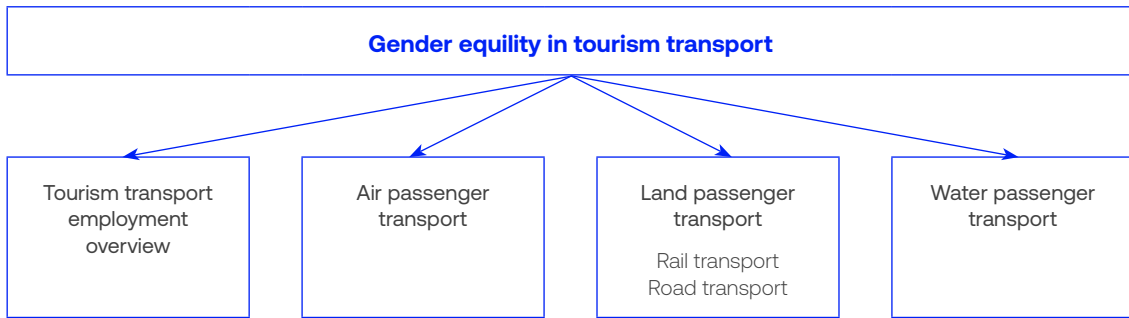 Gender equility in tourism transport
Tourism transport
employment
overview
Air passenger
transport
Land passenger
transport
Rail transport
Road transport
Water passenger
transport